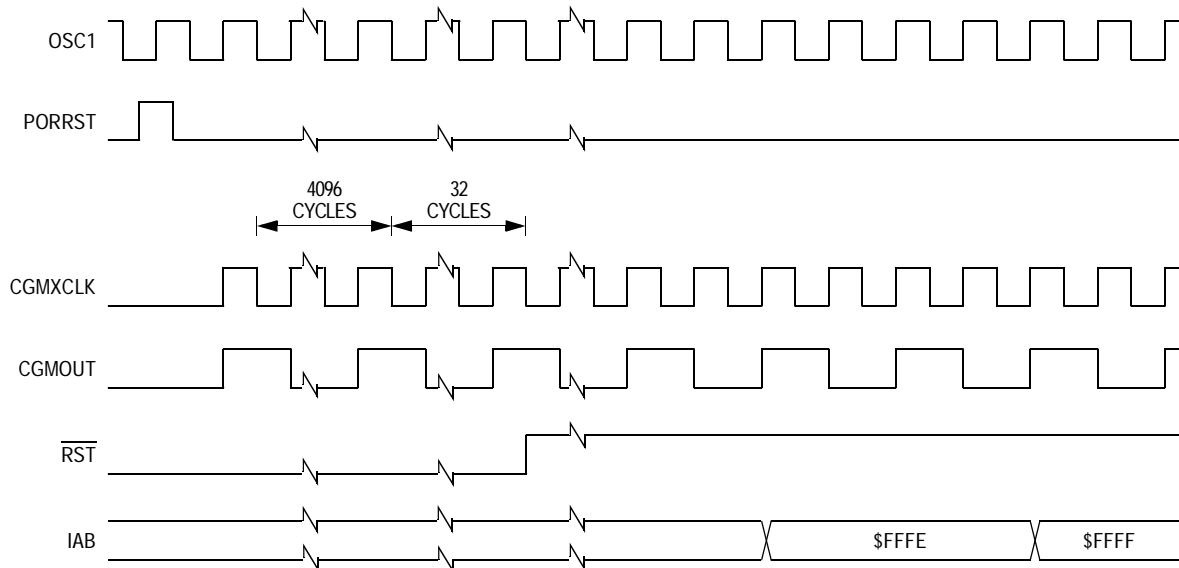 OSC1
PORRST
4096
CYCLES
32
CYCLES
CGMXCLK
CGMOUT
RST
IAB
$FFFE
$FFFF